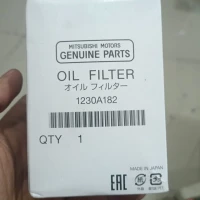 MITSUBISHI MOTORS
GENUINE PARTS
OIL FILTER
オイル フィルター
1230A182
QTY 1
MADE IN JAPAN
EAC